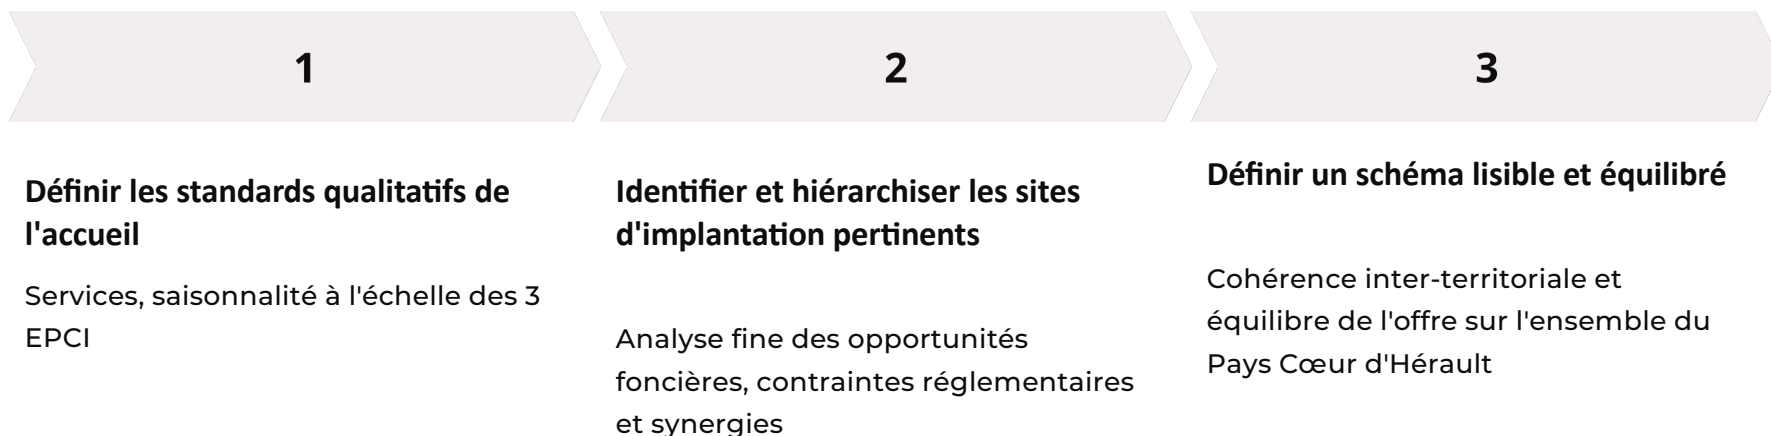 1
Définir les standards qualitatifs de
l'accueil
Services, saisonnalité à l'échelle des 3
EPCI
2
Identifier et hiérarchiser les sites
d'implantation pertinents
Analyse fine des opportunités
foncières, contraintes réglementaires
et synergies
3
Définir un schéma lisible et équilibré
Cohérence inter-territoriale et
équilibre de l'offre sur l'ensemble du
Pays Cœur d'Hérault